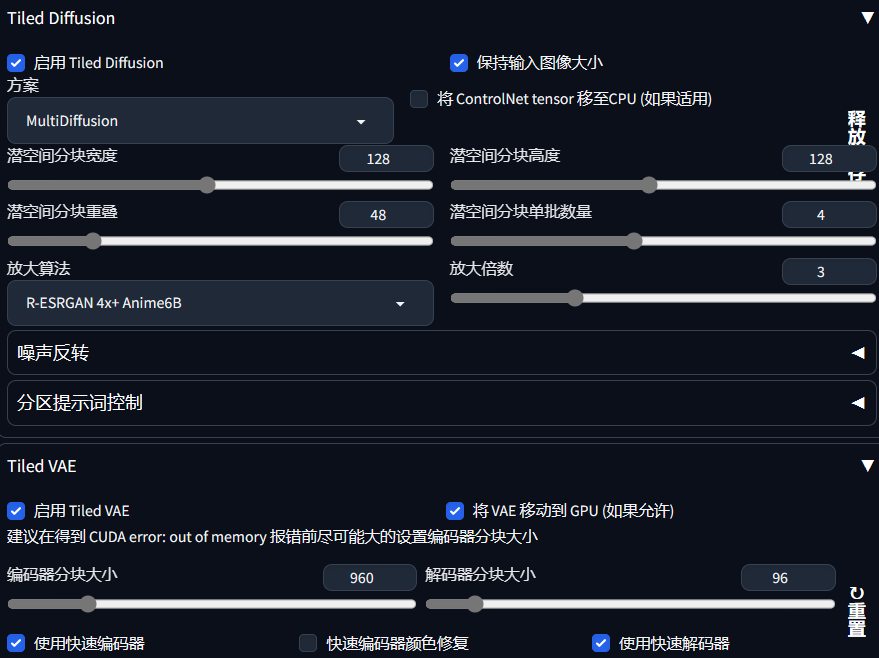 Tiled Diffusion
启用 Tiled Diffusion
保持输入图像大小
方案
MultiDiffusion
将 ControlNet tensor 移至CPU (如果适用)
释放
潜空间分块宽度 128
潜空间分块高度 128
潜空间分块重叠 48
潜空间分块单批数量 4
放大算法
R-ESRGAN 4x+ Anime6B
放大倍数 3
噪声反转
分区提示词控制
Tiled VAE
启用 Tiled VAE
将 VAE 移动到 GPU (如果允许)
建议在得到 CUDA error: out of memory 报错前尽可能大的设置编码器分块大小
编码器分块大小 960
解码器分块大小 96
重置
使用快速编码器
快速编码器颜色修复
使用快速解码器